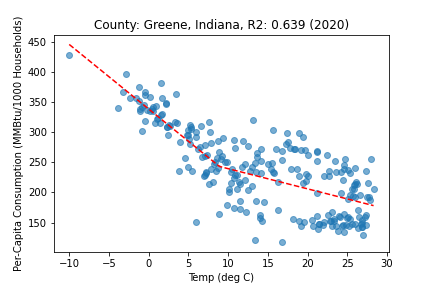 County: Greene, Indiana, R2: 0.639 (2020)
Per-Capita Consumption (MMBtu/1000 Households)
450
400
350
300
250
200
150
−10 −5 0 5 10 15 20 25 30
Temp (deg C)